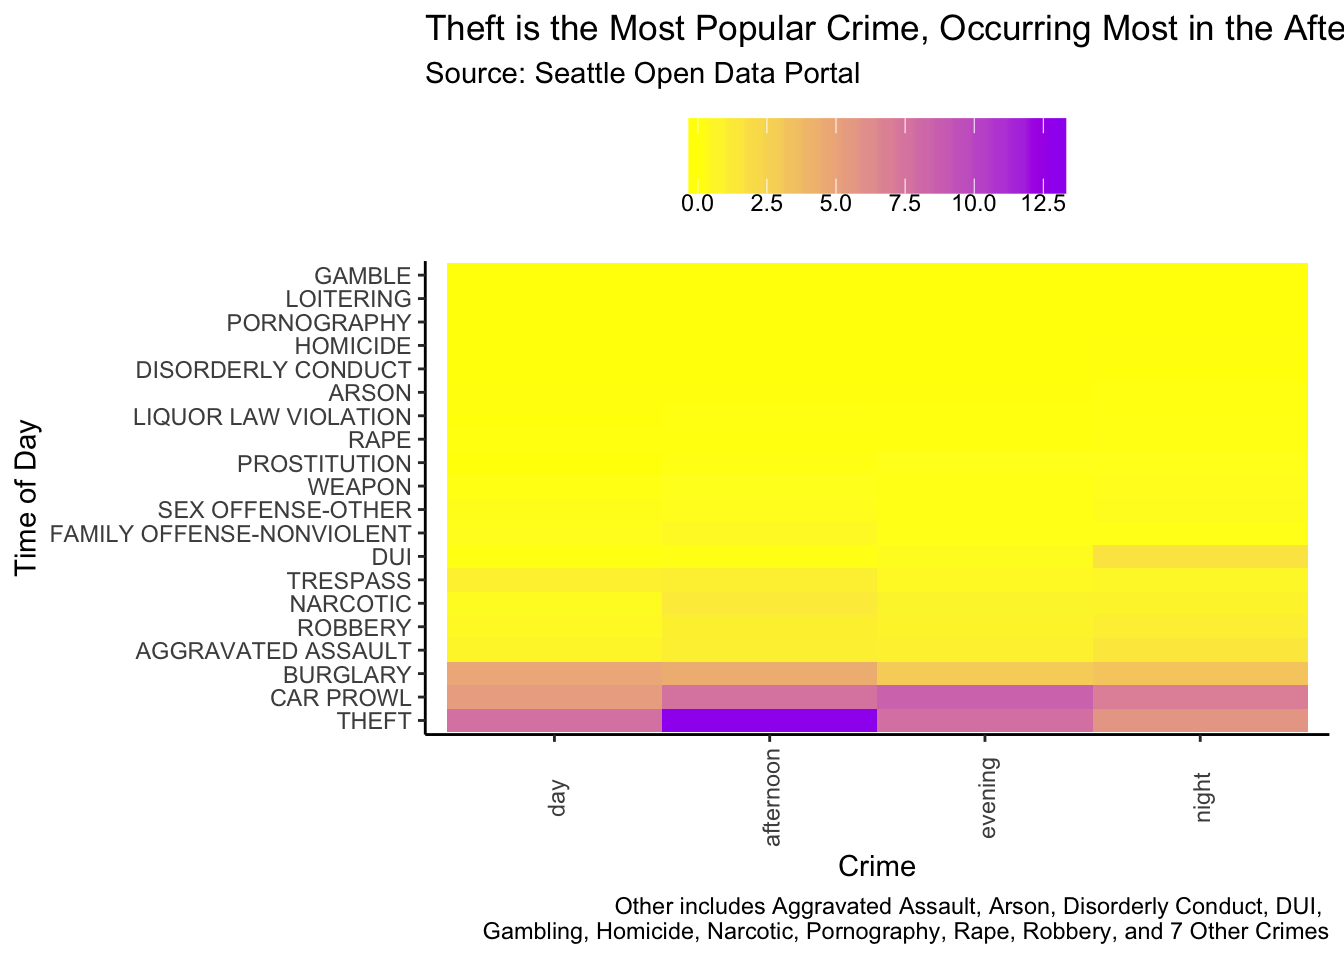 Theft is the Most Popular Crime, Occurring Most in the Afte
Source: Seattle Open Data Portal
0.0 2.5 5.0 7.5 10.0 12.5
GAMBLE
LOITERING
PORNOGRAPHY
HOMICIDE
DISORDERLY CONDUCT
ARSON
LIQUOR LAW VIOLATION
RAPE
PROSTITUTION
WEAPON
SEX OFFENSE-OTHER
FAMILY OFFENSE-NONVIOLENT
DUI
TRESPASS
NARCOTIC
ROBBERY
AGGRAVATED ASSAULT
BURGLARY
CAR PROWL
THEFT
Time of Day
day afternoon evening night
Crime
Other includes Aggravated Assault, Arson, Disorderly Conduct, DUI,
Gambling, Homicide, Narcotic, Pornography, Rape, Robbery, and 7 Other Crimes